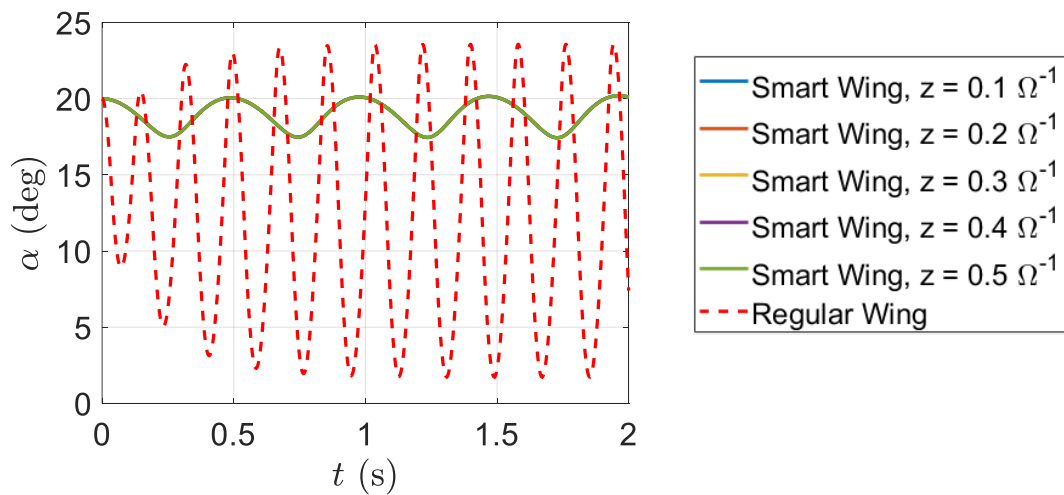 25
20
15
10
5
0
α (deg)
0
0.5
1
1.5
2
t (s)
Smart Wing, z = 0.1 Ω⁻¹
Smart Wing, z = 0.2 Ω⁻¹
Smart Wing, z = 0.3 Ω⁻¹
Smart Wing, z = 0.4 Ω⁻¹
Smart Wing, z = 0.5 Ω⁻¹
Regular Wing